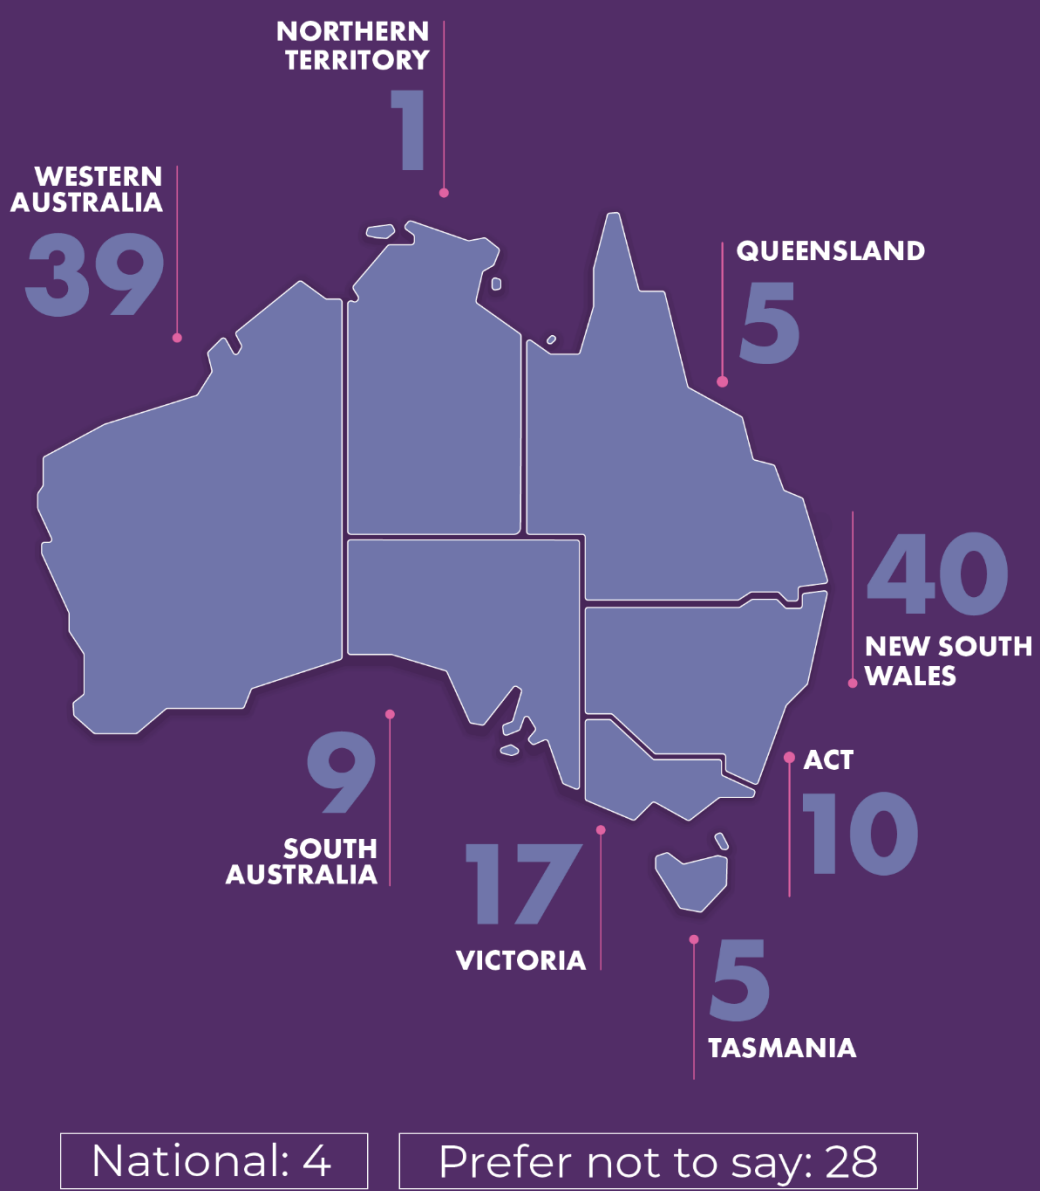 NORTHERN
TERRITORY
1
WESTERN
AUSTRALIA
39
QUEENSLAND
5
40
NEW SOUTH
WALES
ACT
10
9
SOUTH
AUSTRALIA
17
VICTORIA
5
TASMANIA
National: 4
Prefer not to say: 28